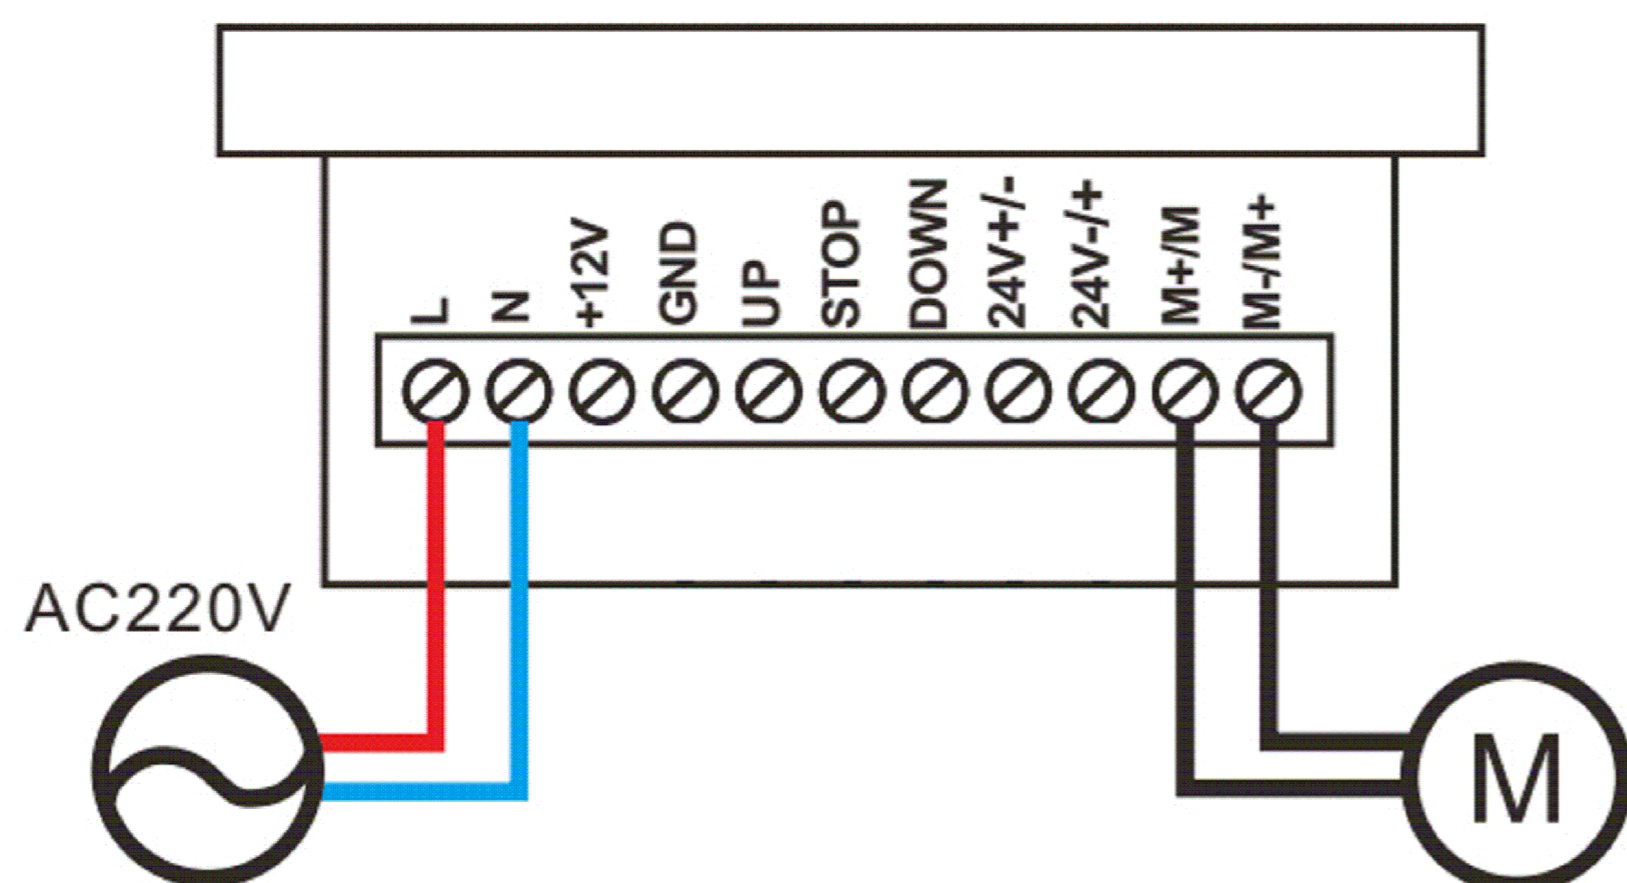 L
N
+12V
GND
UP
STOP
DOWN
24V+/-
24V-/+
M+/M
M-/M+
AC220V
M